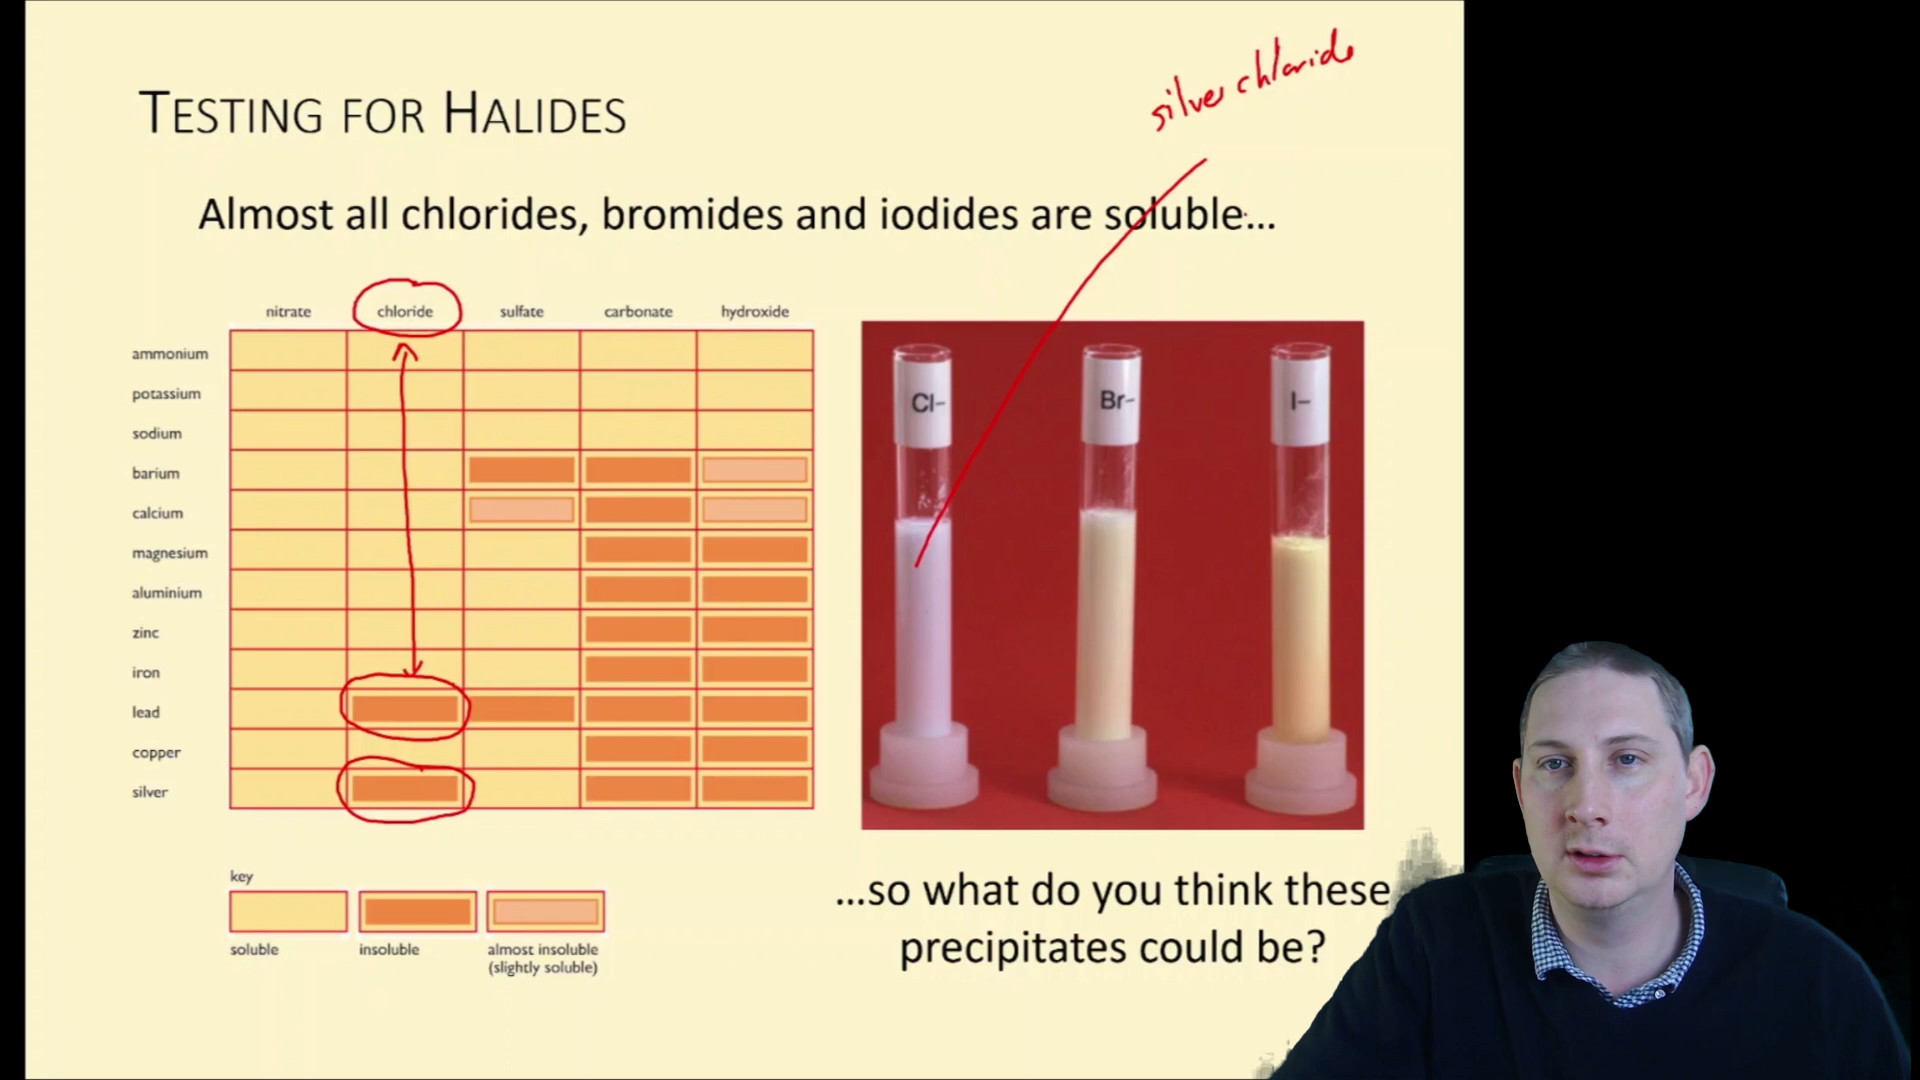 silver chloride
TESTING FOR HALIDES
Almost all chlorides, bromides and iodides are soluble...
nitrate chloride sulfate carbonate hydroxide
ammonium
potassium
sodium
barium
calcium
magnesium
aluminium
zinc
iron
lead
copper
silver
Cl- Br- I-
key
soluble insoluble almost insoluble
(slightly soluble)
...so what do you think these
precipitates could be?